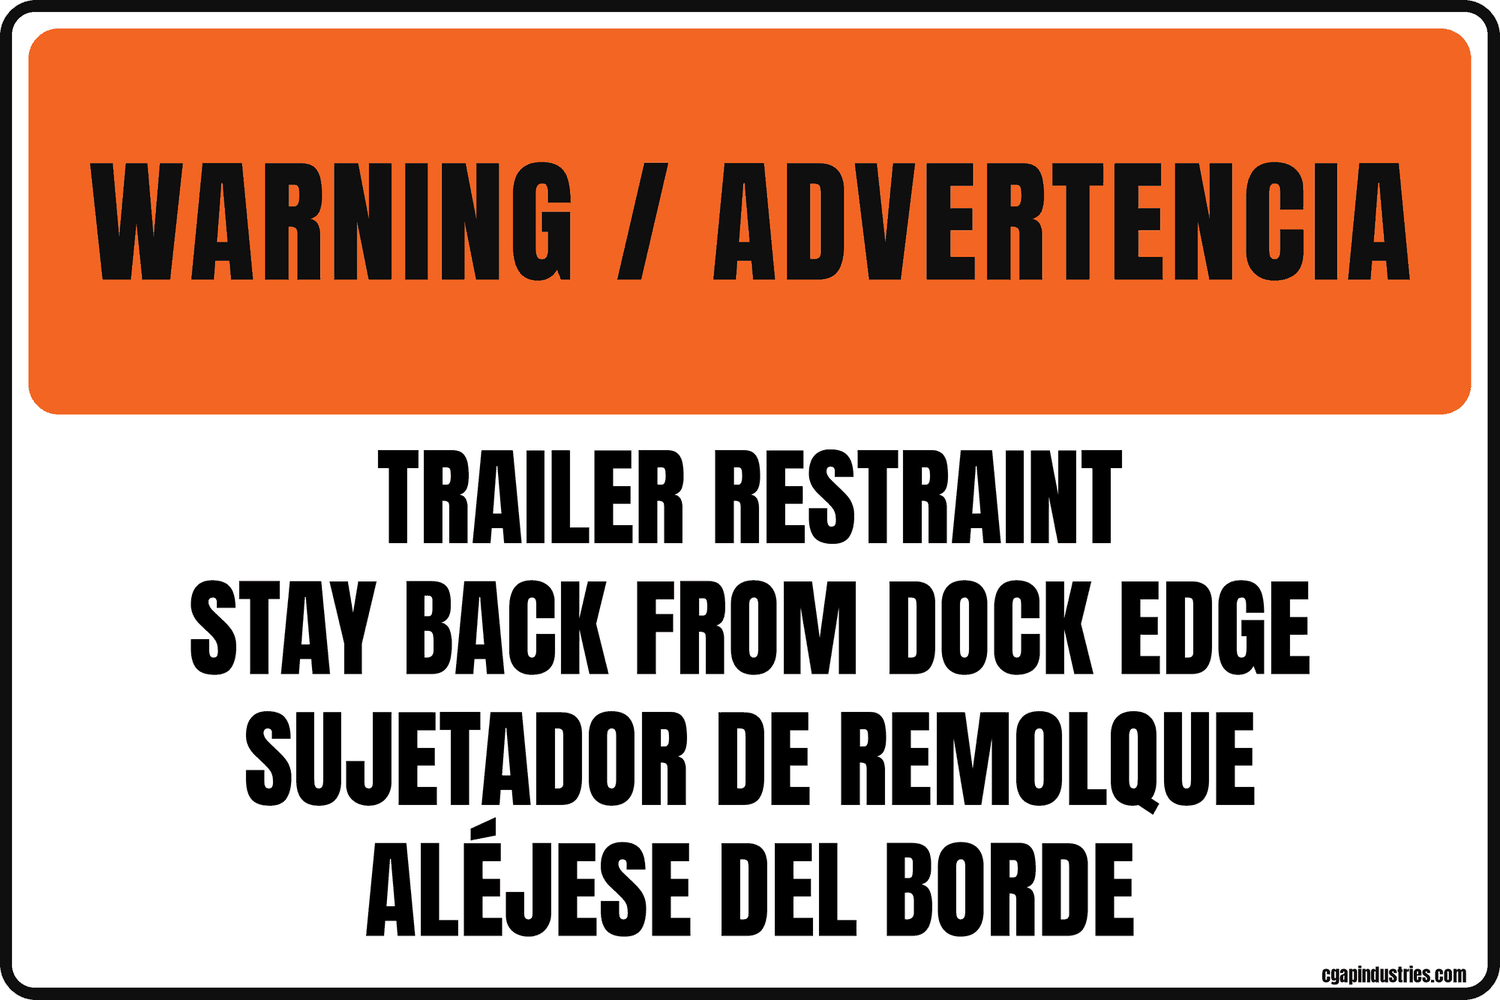 WARNING / ADVERTENCIA
TRAILER RESTRAINT
STAY BACK FROM DOCK EDGE
SUJETADOR DE REMOLQUE
ALÉJESE DEL BORDE
cgapindustries.com